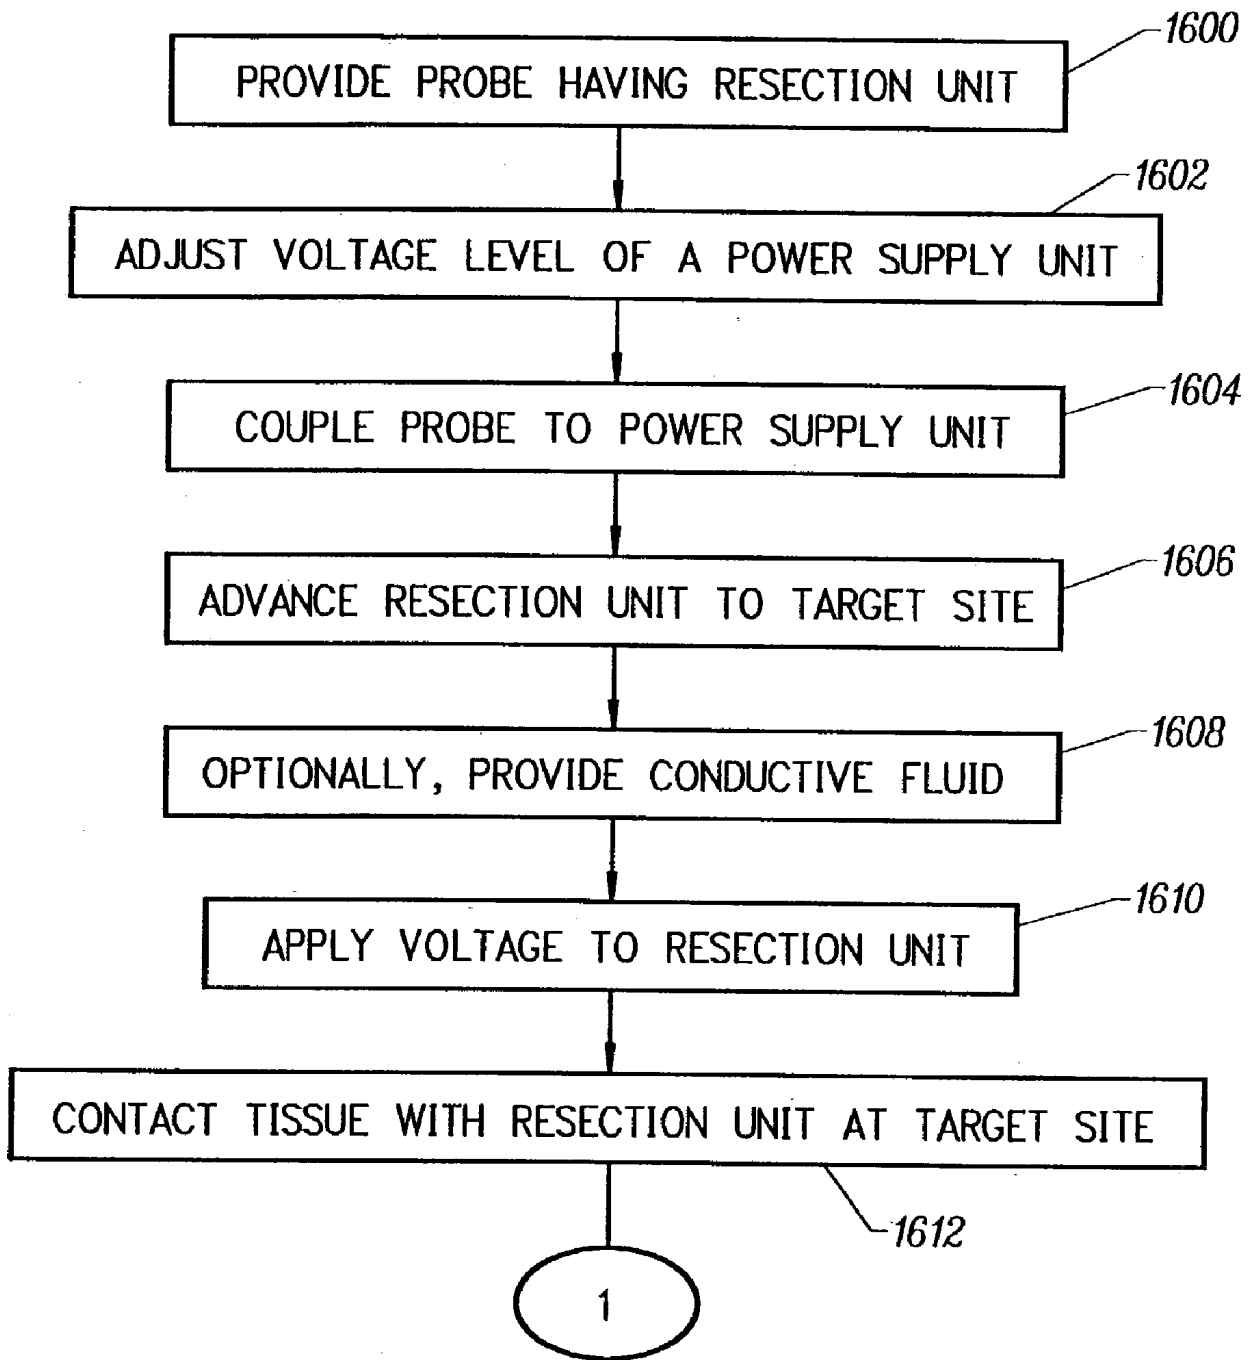 1600
PROVIDE PROBE HAVING RESECTION UNIT
1602
ADJUST VOLTAGE LEVEL OF A POWER SUPPLY UNIT
1604
COUPLE PROBE TO POWER SUPPLY UNIT
1606
ADVANCE RESECTION UNIT TO TARGET SITE
1608
OPTIONALLY, PROVIDE CONDUCTIVE FLUID
1610
APPLY VOLTAGE TO RESECTION UNIT
CONTACT TISSUE WITH RESECTION UNIT AT TARGET SITE
1612
1